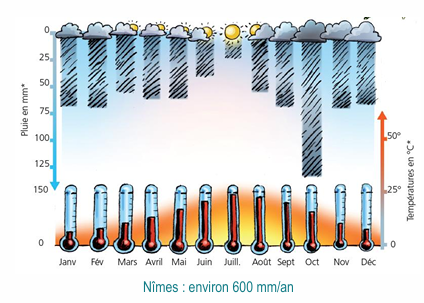 0
25
50
75
100
125
150
0
Pluie en mm*
50°
25°
0
Températures en °C*
Janv Fév Mars Avril Mai Juin Juill. Août Sept Oct Nov Déc
Nîmes : environ 600 mm/an